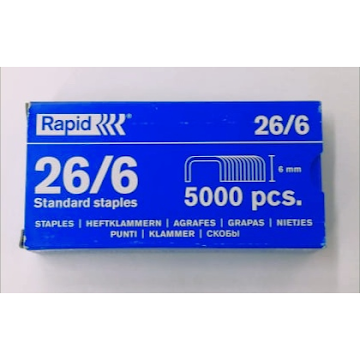 Rapid 26/6
26/6 6 mm
Standard staples 5000 pcs.
STAPLES | HEFTKLAMMERN | AGRAFES | GRAPAS | NIETJES
PUNTI | KLAMMER | СКОБЫ